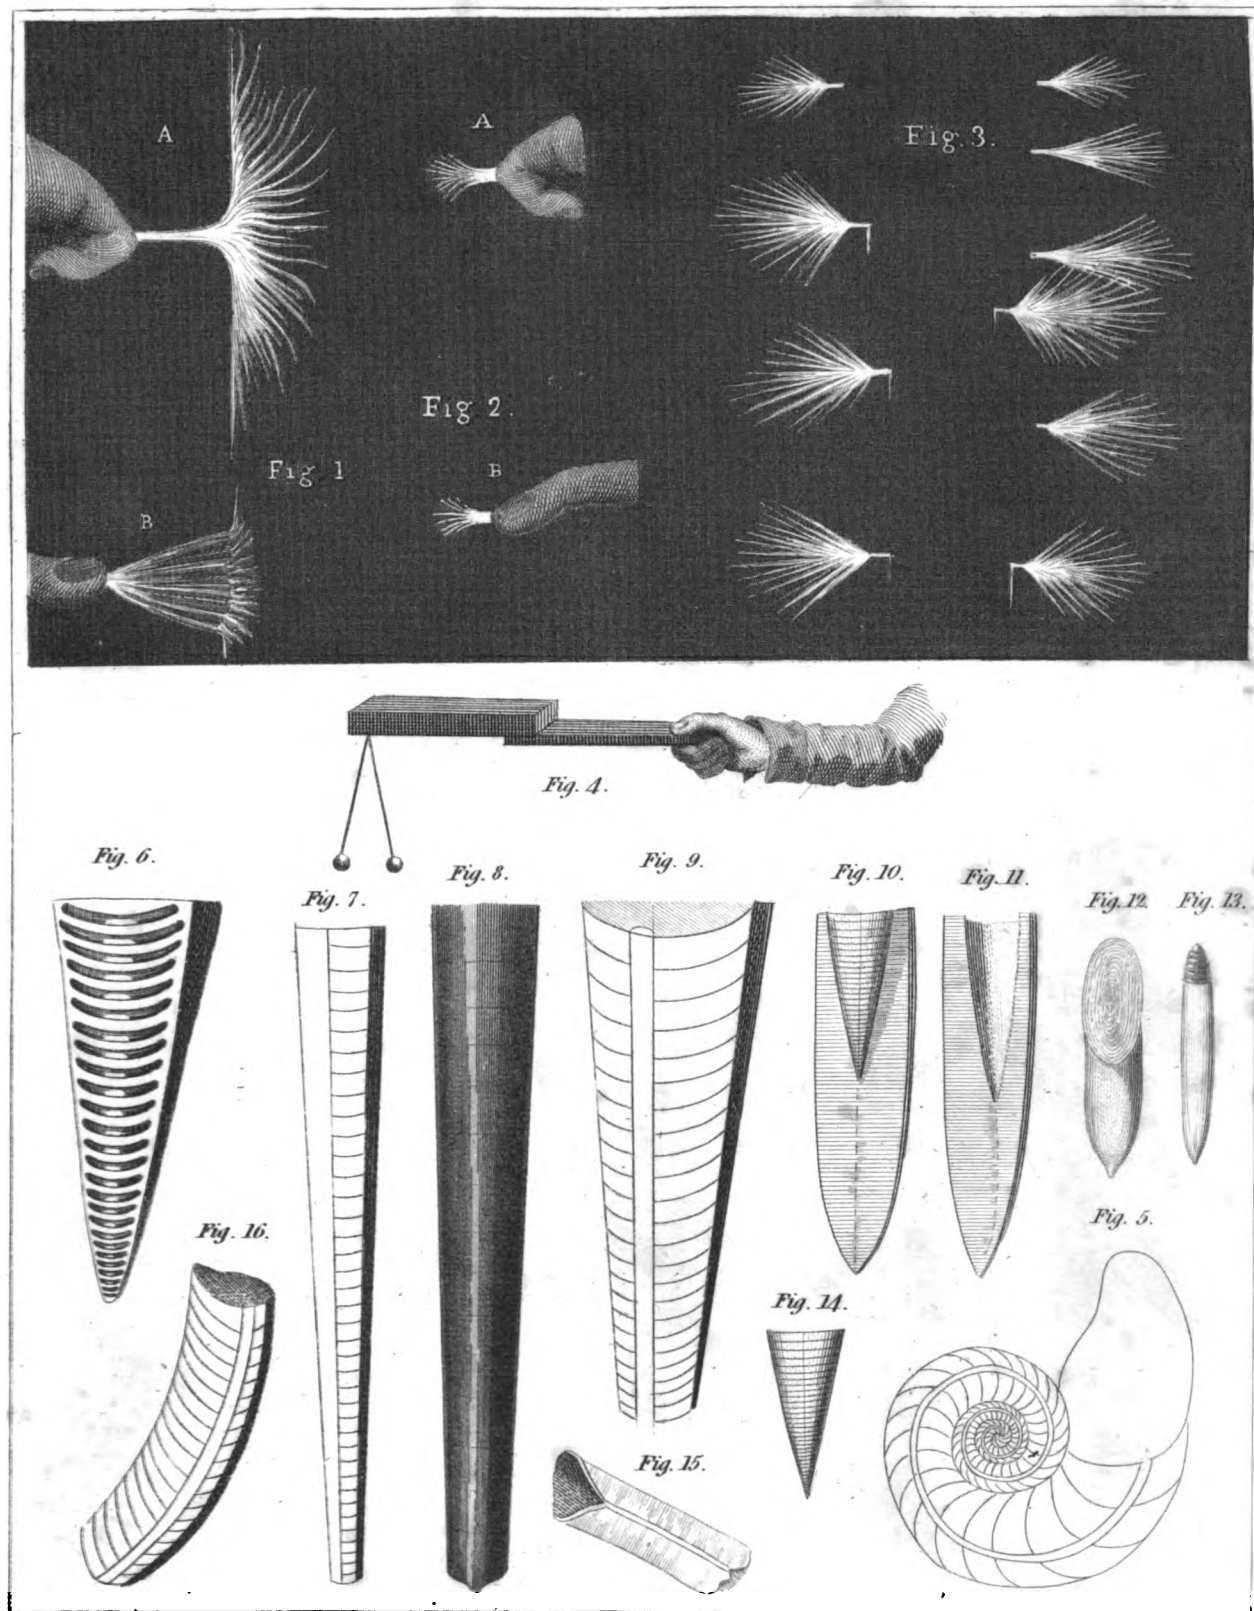 A
A
Fig. 3.
Fig 2.
Fig 1
B
B
Fig. 4.
Fig. 6.
Fig. 7.
Fig. 8.
Fig. 9.
Fig. 10.
Fig. 11.
Fig. 12.
Fig. 13.
Fig. 16.
Fig. 5.
Fig. 14.
Fig. 15.